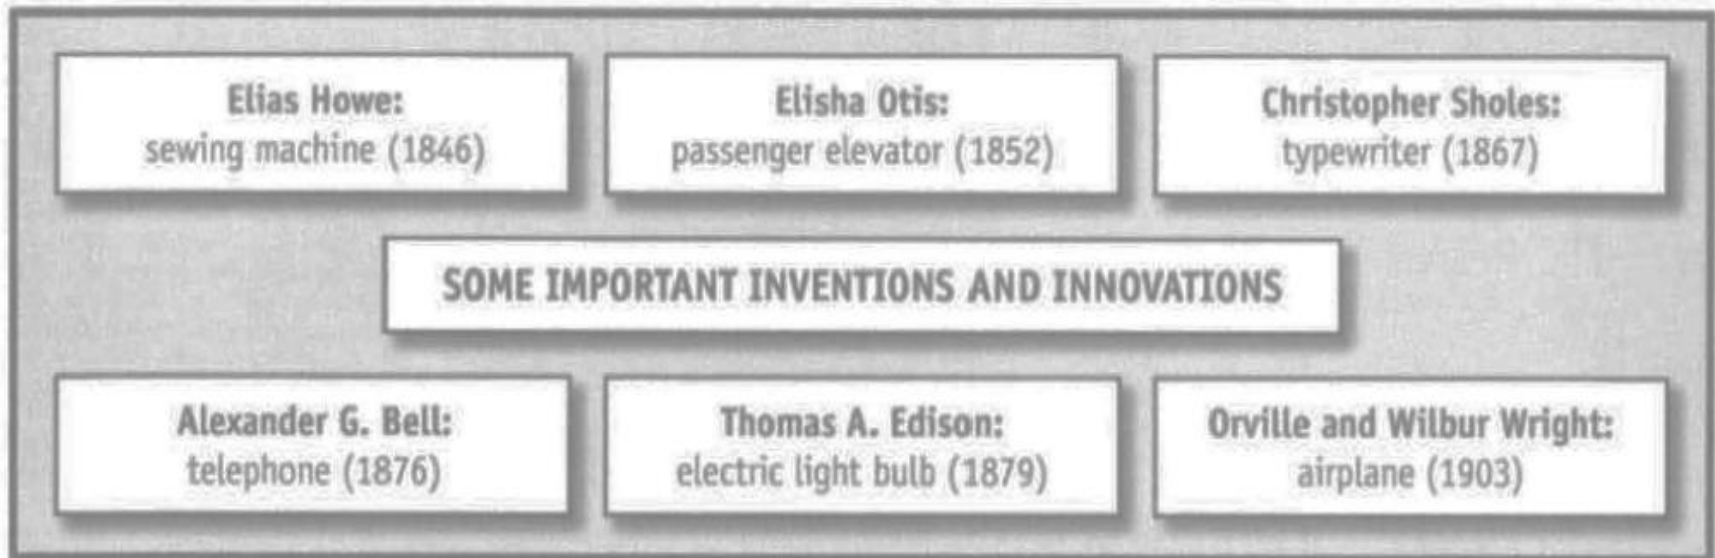 Elias Howe:
sewing machine (1846)
Elisha Otis:
passenger elevator (1852)
Christopher Sholes:
typewriter (1867)
SOME IMPORTANT INVENTIONS AND INNOVATIONS
Alexander G. Bell:
telephone (1876)
Thomas A. Edison:
electric light bulb (1879)
Orville and Wilbur Wright:
airplane (1903)